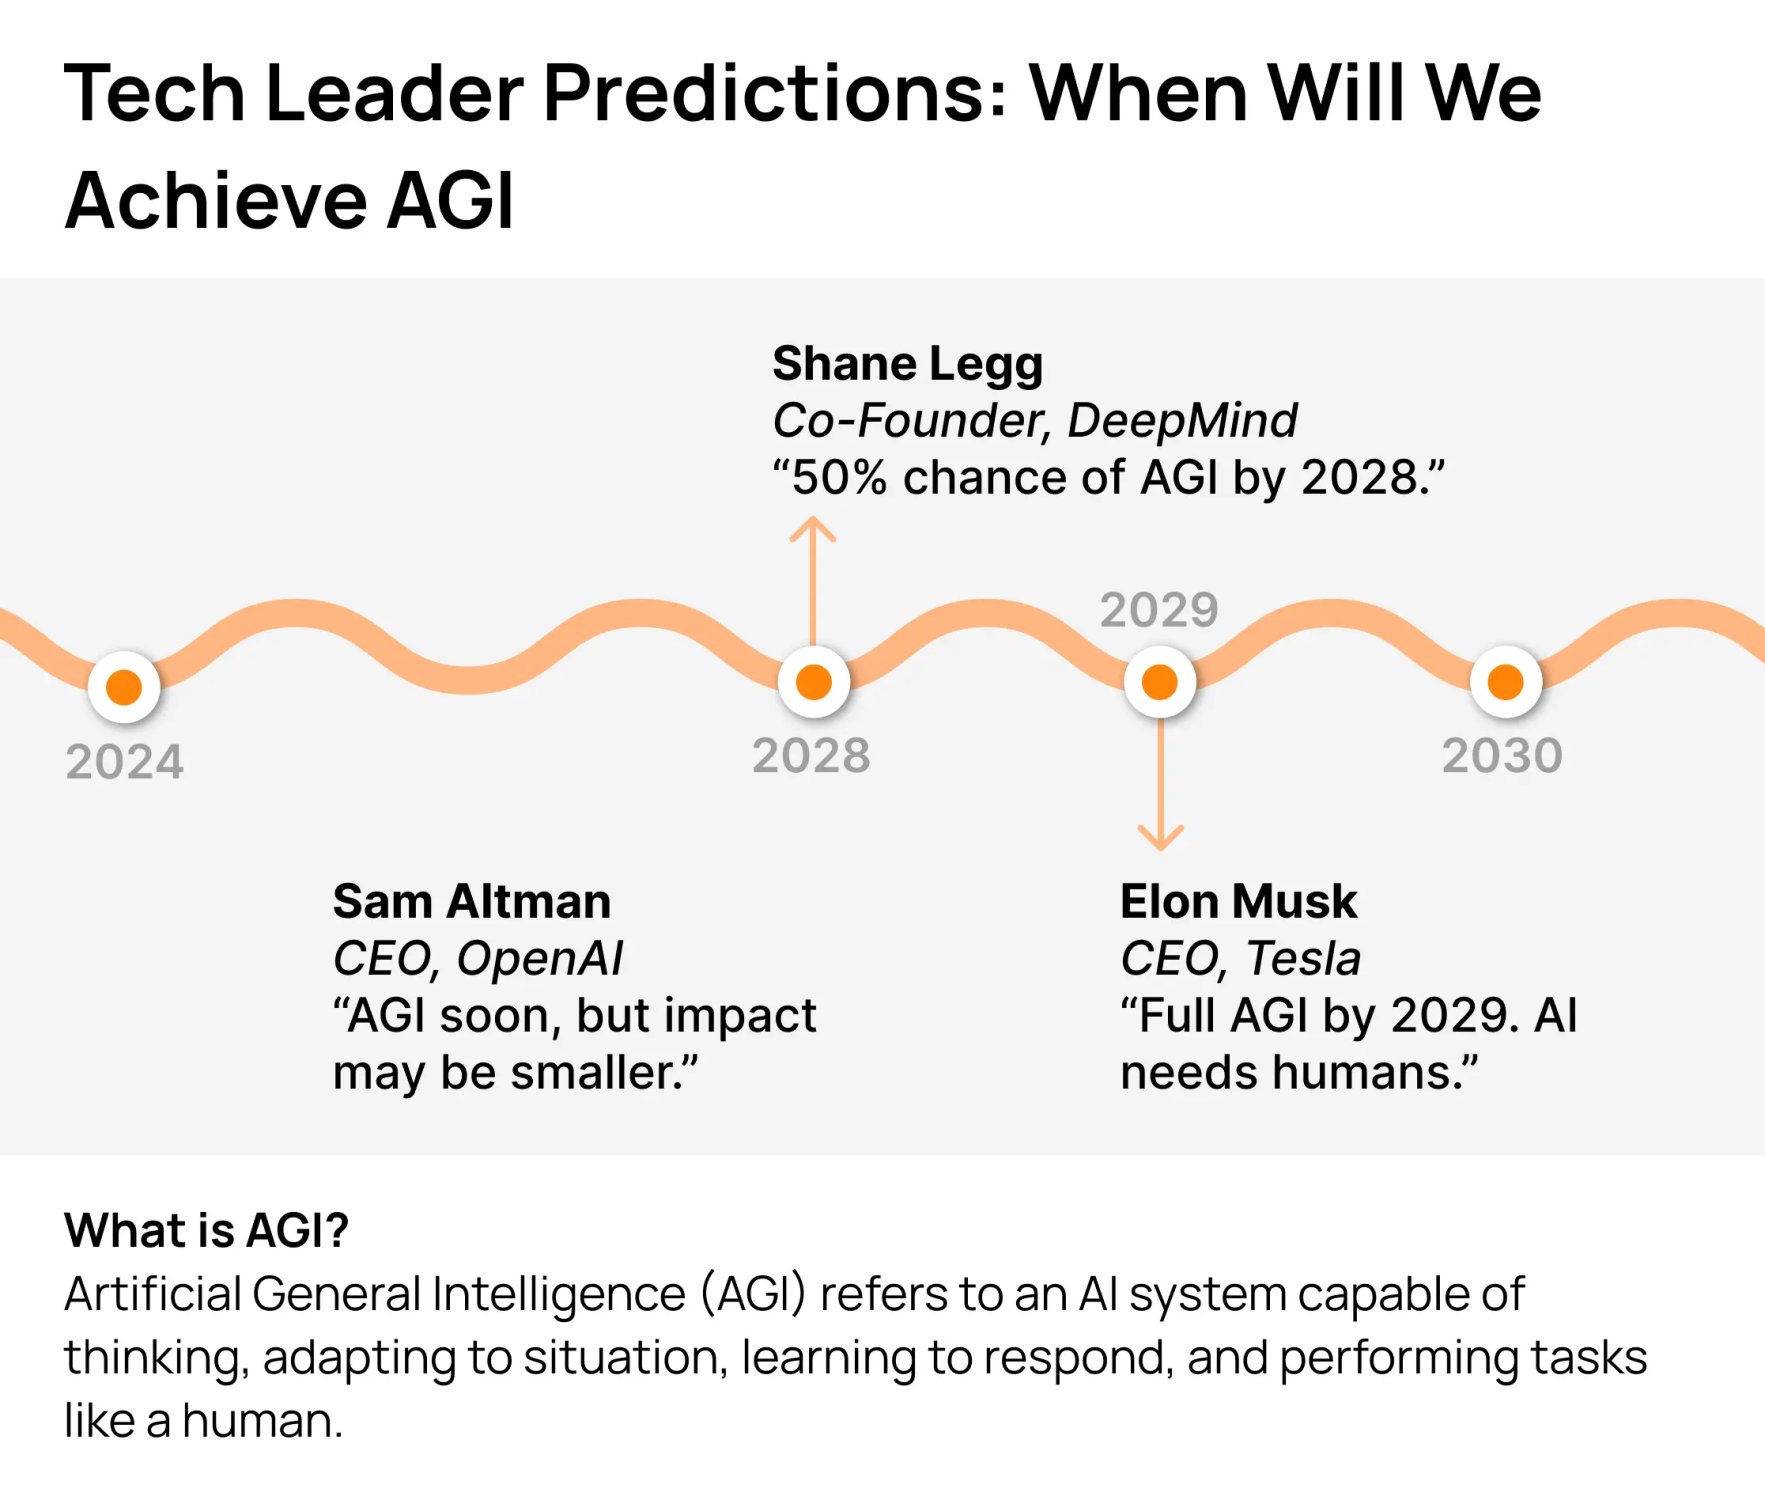 Tech Leader Predictions: When Will We
Achieve AGI
Shane Legg
Co-Founder, DeepMind
“50% chance of AGI by 2028.”
2029
2024
2028
2030
Sam Altman
CEO, OpenAI
“AGI soon, but impact
may be smaller.”
Elon Musk
CEO, Tesla
“Full AGI by 2029. AI
needs humans.”
What is AGI?
Artificial General Intelligence (AGI) refers to an AI system capable of
thinking, adapting to situation, learning to respond, and performing tasks
like a human.